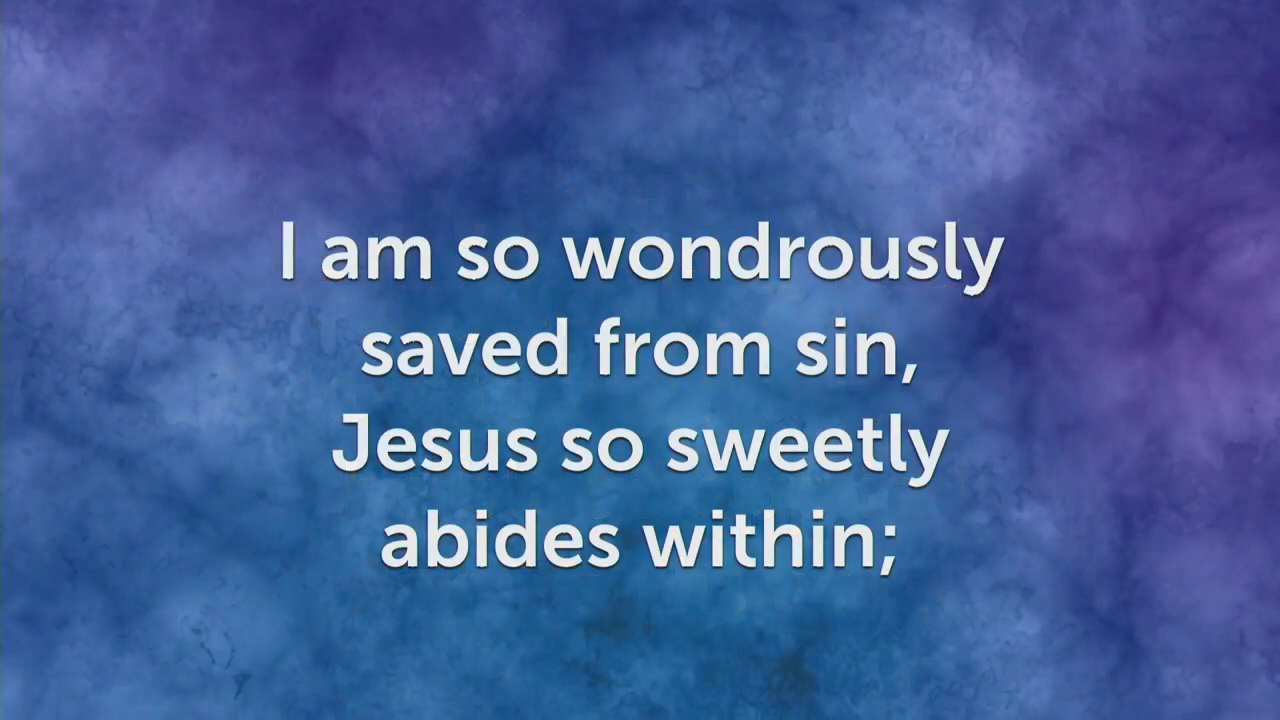 I am so wondrously
saved from sin,
Jesus so sweetly
abides within;